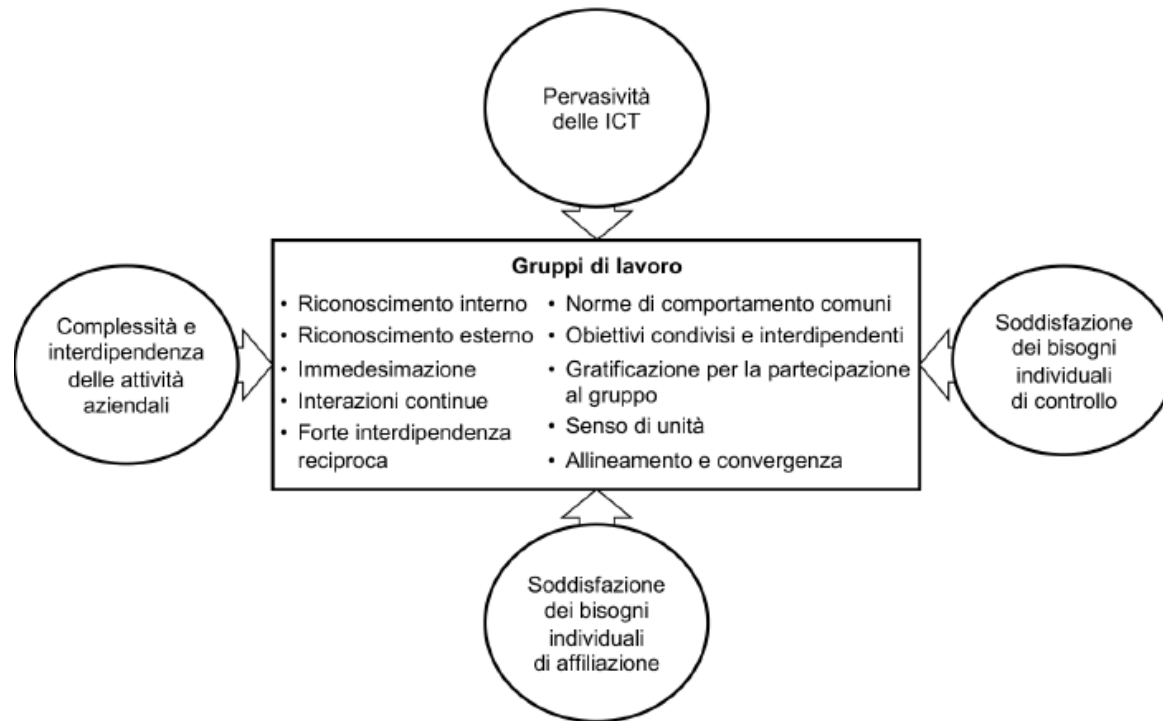 Pervasività
delle ICT
Complessità e
interdipendenza
delle attività
aziendali
Gruppi di lavoro
• Riconoscimento interno
• Riconoscimento esterno
• Immedesimazione
• Interazioni continue
• Forte interdipendenza
reciproca
• Norme di comportamento comuni
• Obiettivi condivisi e interdipendenti
• Gratificazione per la partecipazione
al gruppo
• Senso di unità
• Allineamento e convergenza
Soddisfazione
dei bisogni
individuali
di controllo
Soddisfazione
dei bisogni
individuali
di affiliazione